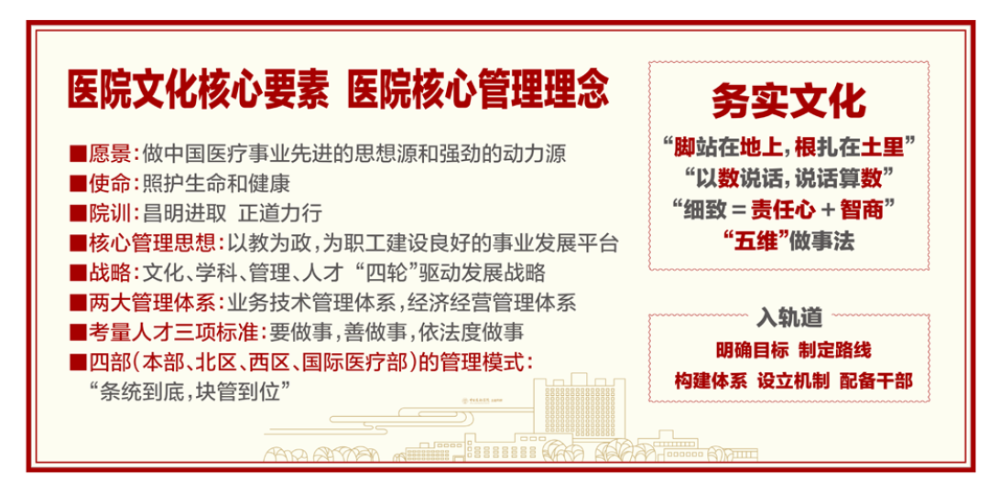 医院文化核心要素 医院核心管理理念
■愿景：做中国医疗事业先进的思想源和强劲的动力源
■使命：照护生命和健康
■院训：昌明进取 正道力行
■核心管理思想：以教为政，为职工建设良好的事业发展平台
■战略：文化、学科、管理、人才“四轮”驱动发展战略
■两大管理体系：业务技术管理体系，经济经营管理体系
■考量人才三项标准：要做事，善做事，依法度做事
■四部（本部、北区、西区、国际医疗部）的管理模式：
“条统到底，块管到位”
务实文化
“脚站在地上，根扎在土里”
“以数说话，说话算数”
“细致＝责任心＋智商”
“五维”做事法
入轨道
明确目标 制定路线
构建体系 设立机制 配备干部